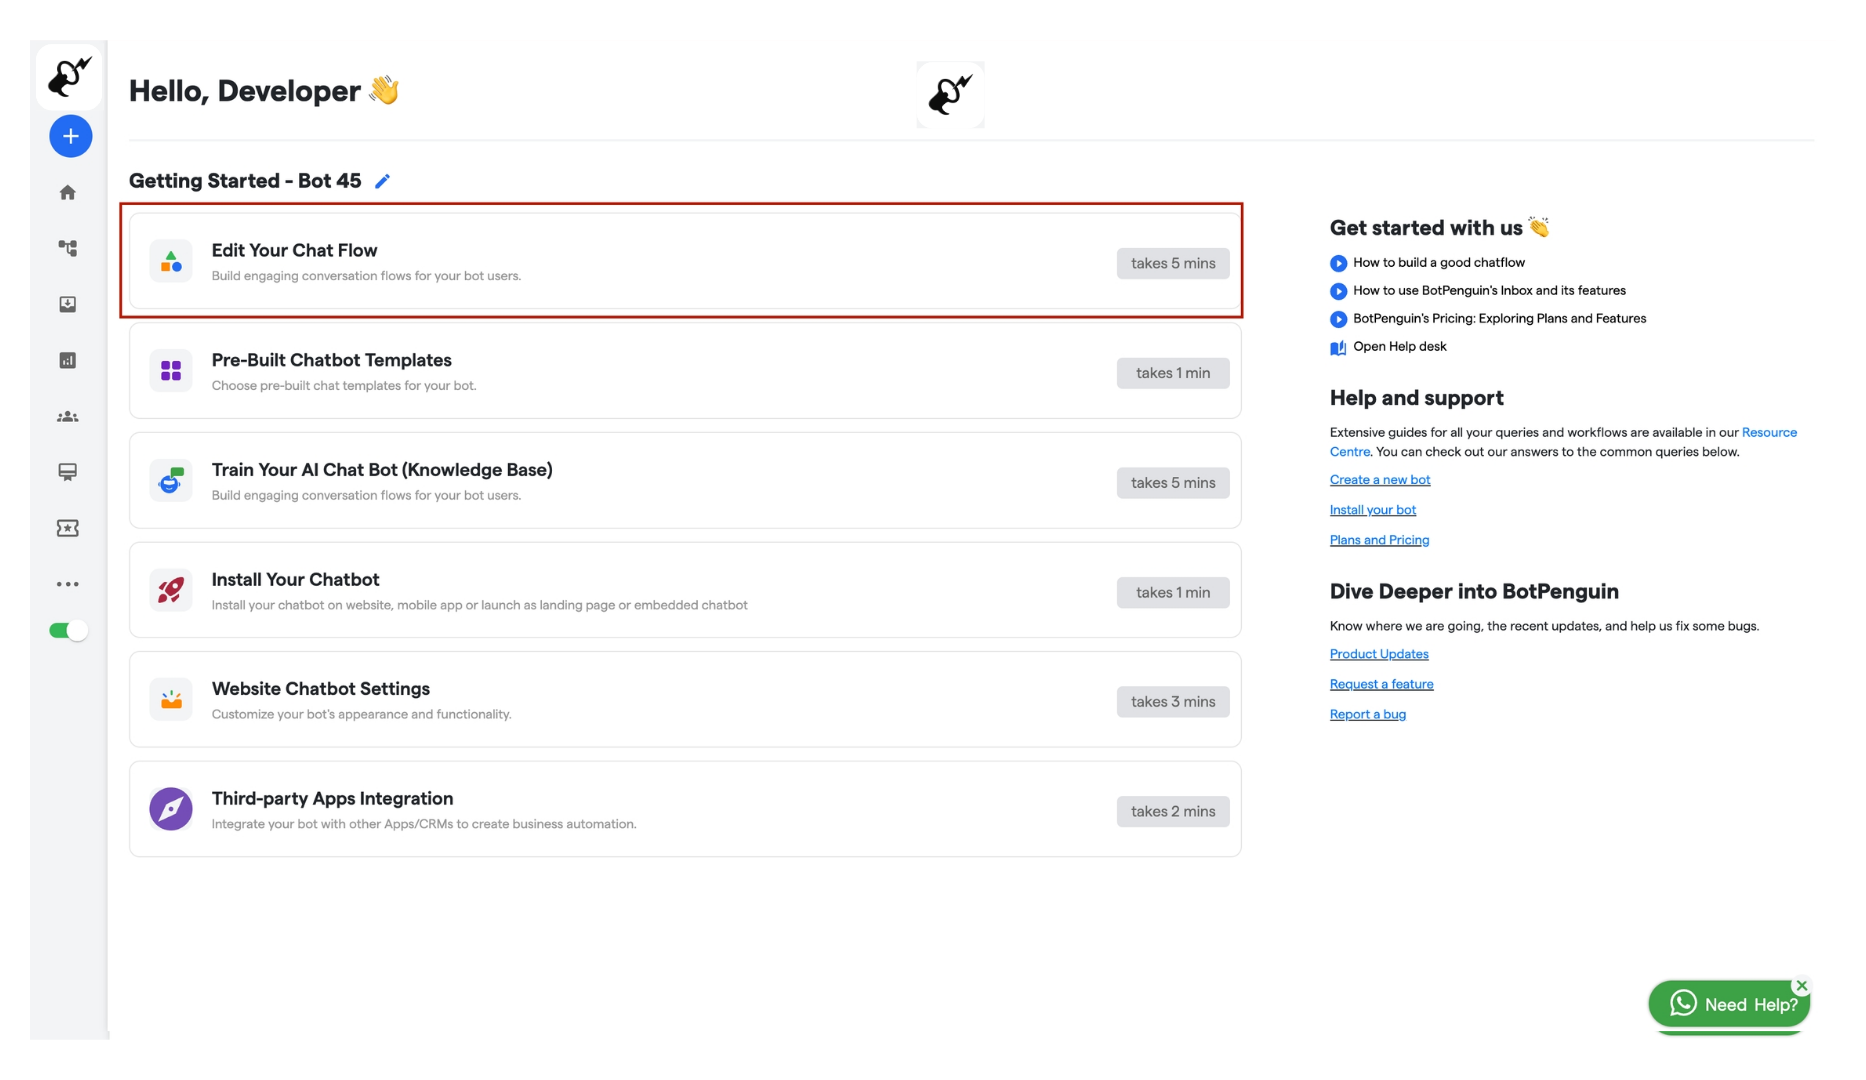 Hello, Developer 👋
Getting Started - Bot 45
Edit Your Chat Flow
Build engaging conversation flows for your bot users.
takes 5 mins
Pre-Built Chatbot Templates
Choose pre-built chat templates for your bot.
takes 1 min
Train Your AI Chat Bot (Knowledge Base)
Build engaging conversation flows for your bot users.
takes 5 mins
Install Your Chatbot
Install your chatbot on website, mobile app or launch as landing page or embedded chatbot
takes 1 min
Website Chatbot Settings
Customize your bot's appearance and functionality.
takes 3 mins
Third-party Apps Integration
Integrate your bot with other Apps/CRMs to create business automation.
takes 2 mins
Get started with us 👏
How to build a good chatflow
How to use BotPenguin's Inbox and its features
BotPenguin's Pricing: Exploring Plans and Features
Open Help desk
Help and support
Extensive guides for all your queries and workflows are available in our Resource
Centre. You can check out our answers to the common queries below.
Create a new bot
Install your bot
Plans and Pricing
Dive Deeper into BotPenguin
Know where we are going, the recent updates, and help us fix some bugs.
Product Updates
Request a feature
Report a bug
Need Help?